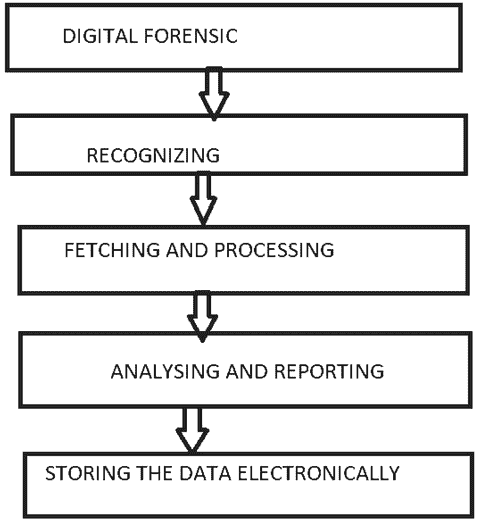 DIGITAL FORENSIC
RECOGNIZING
FETCHING AND PROCESSING
ANALYSING AND REPORTING
STORING THE DATA ELECTRONICALLY